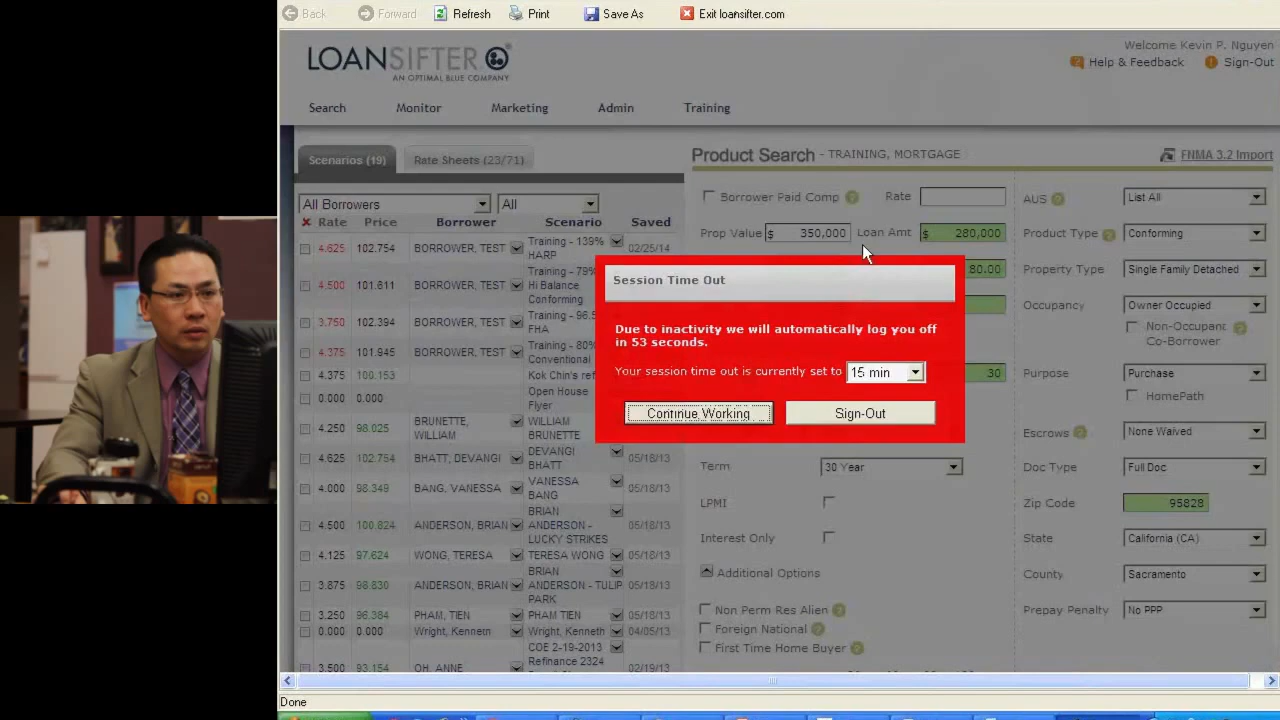 Back Forward Refresh Print Save As Exit loansifter.com
LOANSIFTER
AN OPTIMAL BLUE COMPANY
Welcome Kevin P. Nguyen
Help & Feedback Sign-Out
Search Monitor Marketing Admin Training
Scenarios (19) Rate Sheets (23/71)
Product Search - TRAINING, MORTGAGE FNMA 3.2 Import
All Borrowers All
Rate Price Borrower Scenario Saved
4.625 102.754 BORROWER, TEST Training - 139% HARP 02/25/14
4.500 101.611 BORROWER, TEST Training - 79% Hi Balance Conforming
3.750 102.394 BORROWER, TEST Training - 96.5 FHA
4.375 101.945 BORROWER, TEST Training - 80% Conventional
4.375 100.153 Kok Chin's ref
0.000 0.000 Open House Flyer
4.250 98.025 BRUNETTE, WILLIAM WILLIAM BRUNETTE
4.625 102.754 BHATT, DEVANGI DEVANGI BHATT 05/18/13
4.000 98.349 BANG, VANESSA VANESSA BANG 05/18/13
4.500 100.824 ANDERSON, BRIAN BRIAN ANDERSON - LUCKY STRIKES 05/18/13
4.125 97.624 WONG, TERESA TERESA WONG 05/18/13
3.875 98.830 ANDERSON, BRIAN BRIAN ANDERSON - TULIP PARK 05/18/13
3.250 96.384 PHAM, TIEN PHAM TIEN 05/18/13
0.000 0.000 Wright, Kenneth Wright, Kenneth 04/05/13
3.500 93.154 OH, ANNE COE 2-19-2013 Refinance 2324 02/19/13
Borrower Paid Comp Rate
Prop Value $ 350,000 Loan Amt $ 280,000
80.00
30
Session Time Out
Due to inactivity we will automatically log you off
in 53 seconds.
Your session time out is currently set to 15 min
Continue Working Sign-Out
Term 30 Year
LPMI
Interest Only
Additional Options
Non Perm Res Alien
Foreign National
First Time Home Buyer
AUS List All
Product Type Conforming
Property Type Single Family Detached
Occupancy Owner Occupied
Non-Occupant
Co-Borrower
Purpose Purchase
HomePath
Escrows None Waived
Doc Type Full Doc
Zip Code 95828
State California (CA)
County Sacramento
Prepay Penalty No PPP
Done